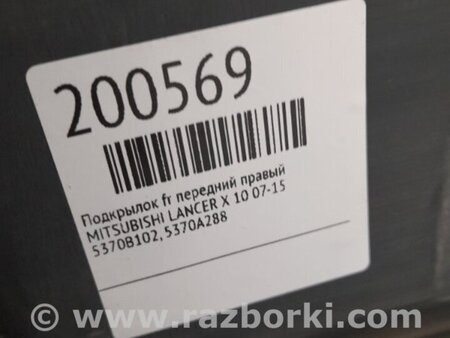 200569
Подкрылок fr передний правый
MITSUBISHI LANCER X 10 07-15
5370B102, 5370A288
© www.razborki.com